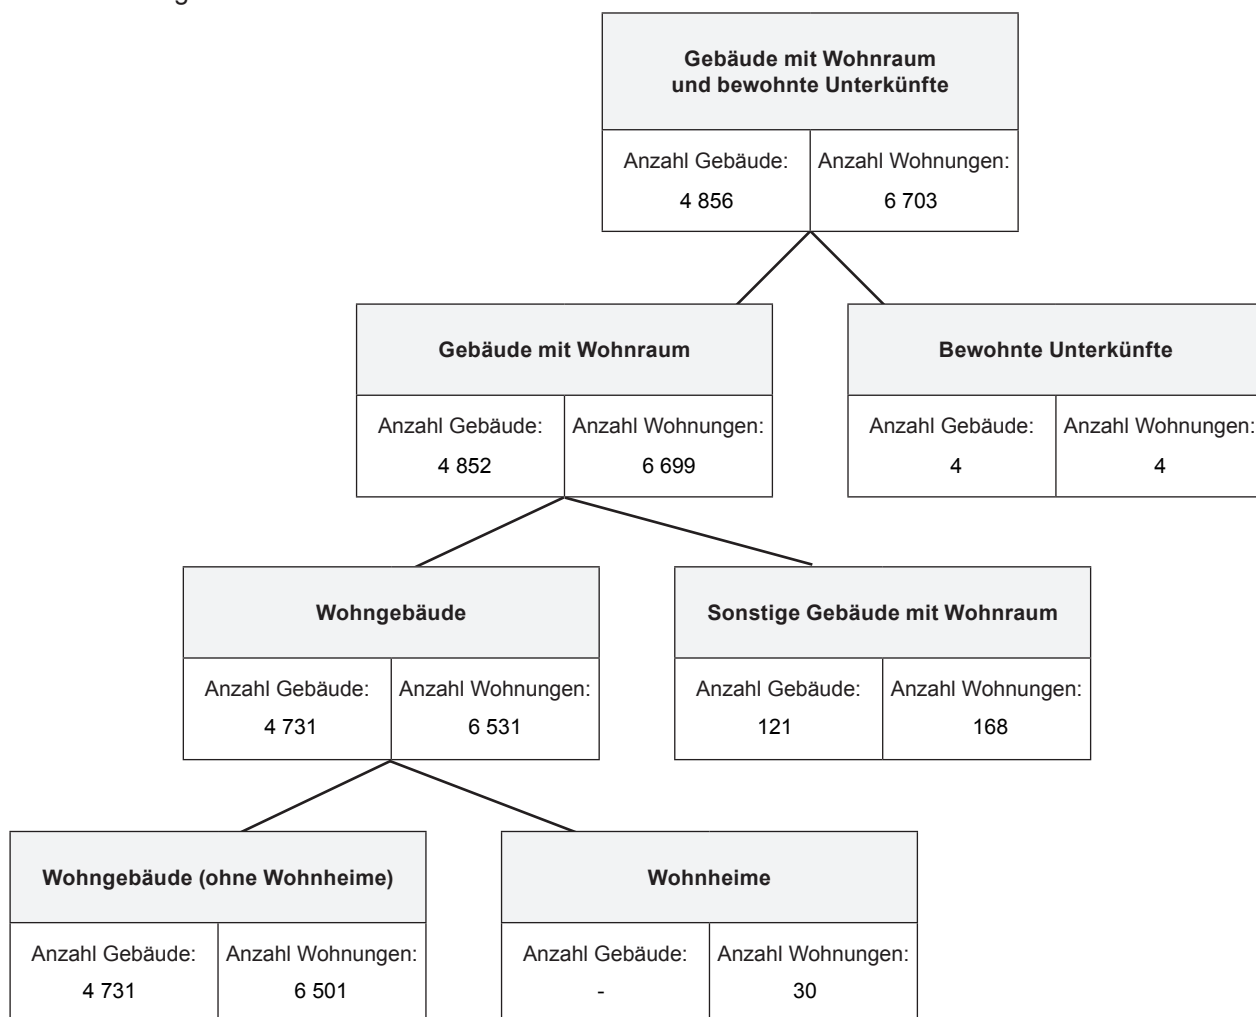 Gebäude mit Wohnraum
und bewohnte Unterkünfte
Anzahl Gebäude:
4 856
Anzahl Wohnungen:
6 703
Gebäude mit Wohnraum
Anzahl Gebäude:
4 852
Anzahl Wohnungen:
6 699
Bewohnte Unterkünfte
Anzahl Gebäude:
4
Anzahl Wohnungen:
4
Wohngebäude
Anzahl Gebäude:
4 731
Anzahl Wohnungen:
6 531
Sonstige Gebäude mit Wohnraum
Anzahl Gebäude:
121
Anzahl Wohnungen:
168
Wohngebäude (ohne Wohnheime)
Anzahl Gebäude:
4 731
Anzahl Wohnungen:
6 501
Wohnheime
Anzahl Gebäude:
-
Anzahl Wohnungen:
30